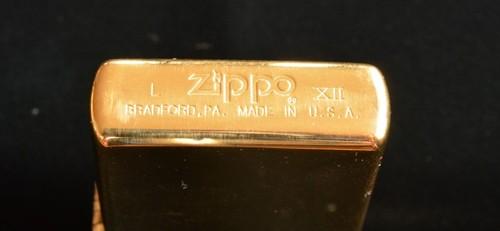 L Zippo® XII
BRADFORD, PA. MADE IN U.S.A.